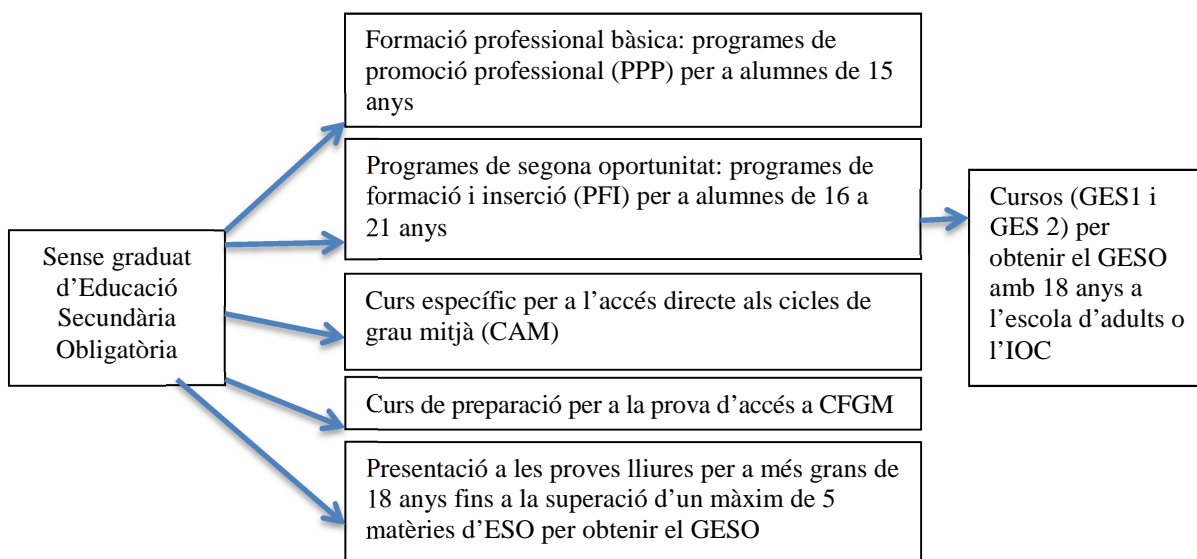 Sense graduat
d’Educació
Secundària
Obligatòria
Formació professional bàsica: programes de
promoció professional (PPP) per a alumnes de 15
anys
Programes de segona oportunitat: programes de
formació i inserció (PFI) per a alumnes de 16 a
21 anys
Curs específic per a l’accés directe als cicles de
grau mitjà (CAM)
Curs de preparació per a la prova d’accés a CFGM
Presentació a les proves lliures per a més grans de
18 anys fins a la superació d’un màxim de 5
matèries d’ESO per obtenir el GESO
Cursos (GES1 i
GES 2) per
obtenir el GESO
amb 18 anys a
l’escola d’adults o
l’IOC